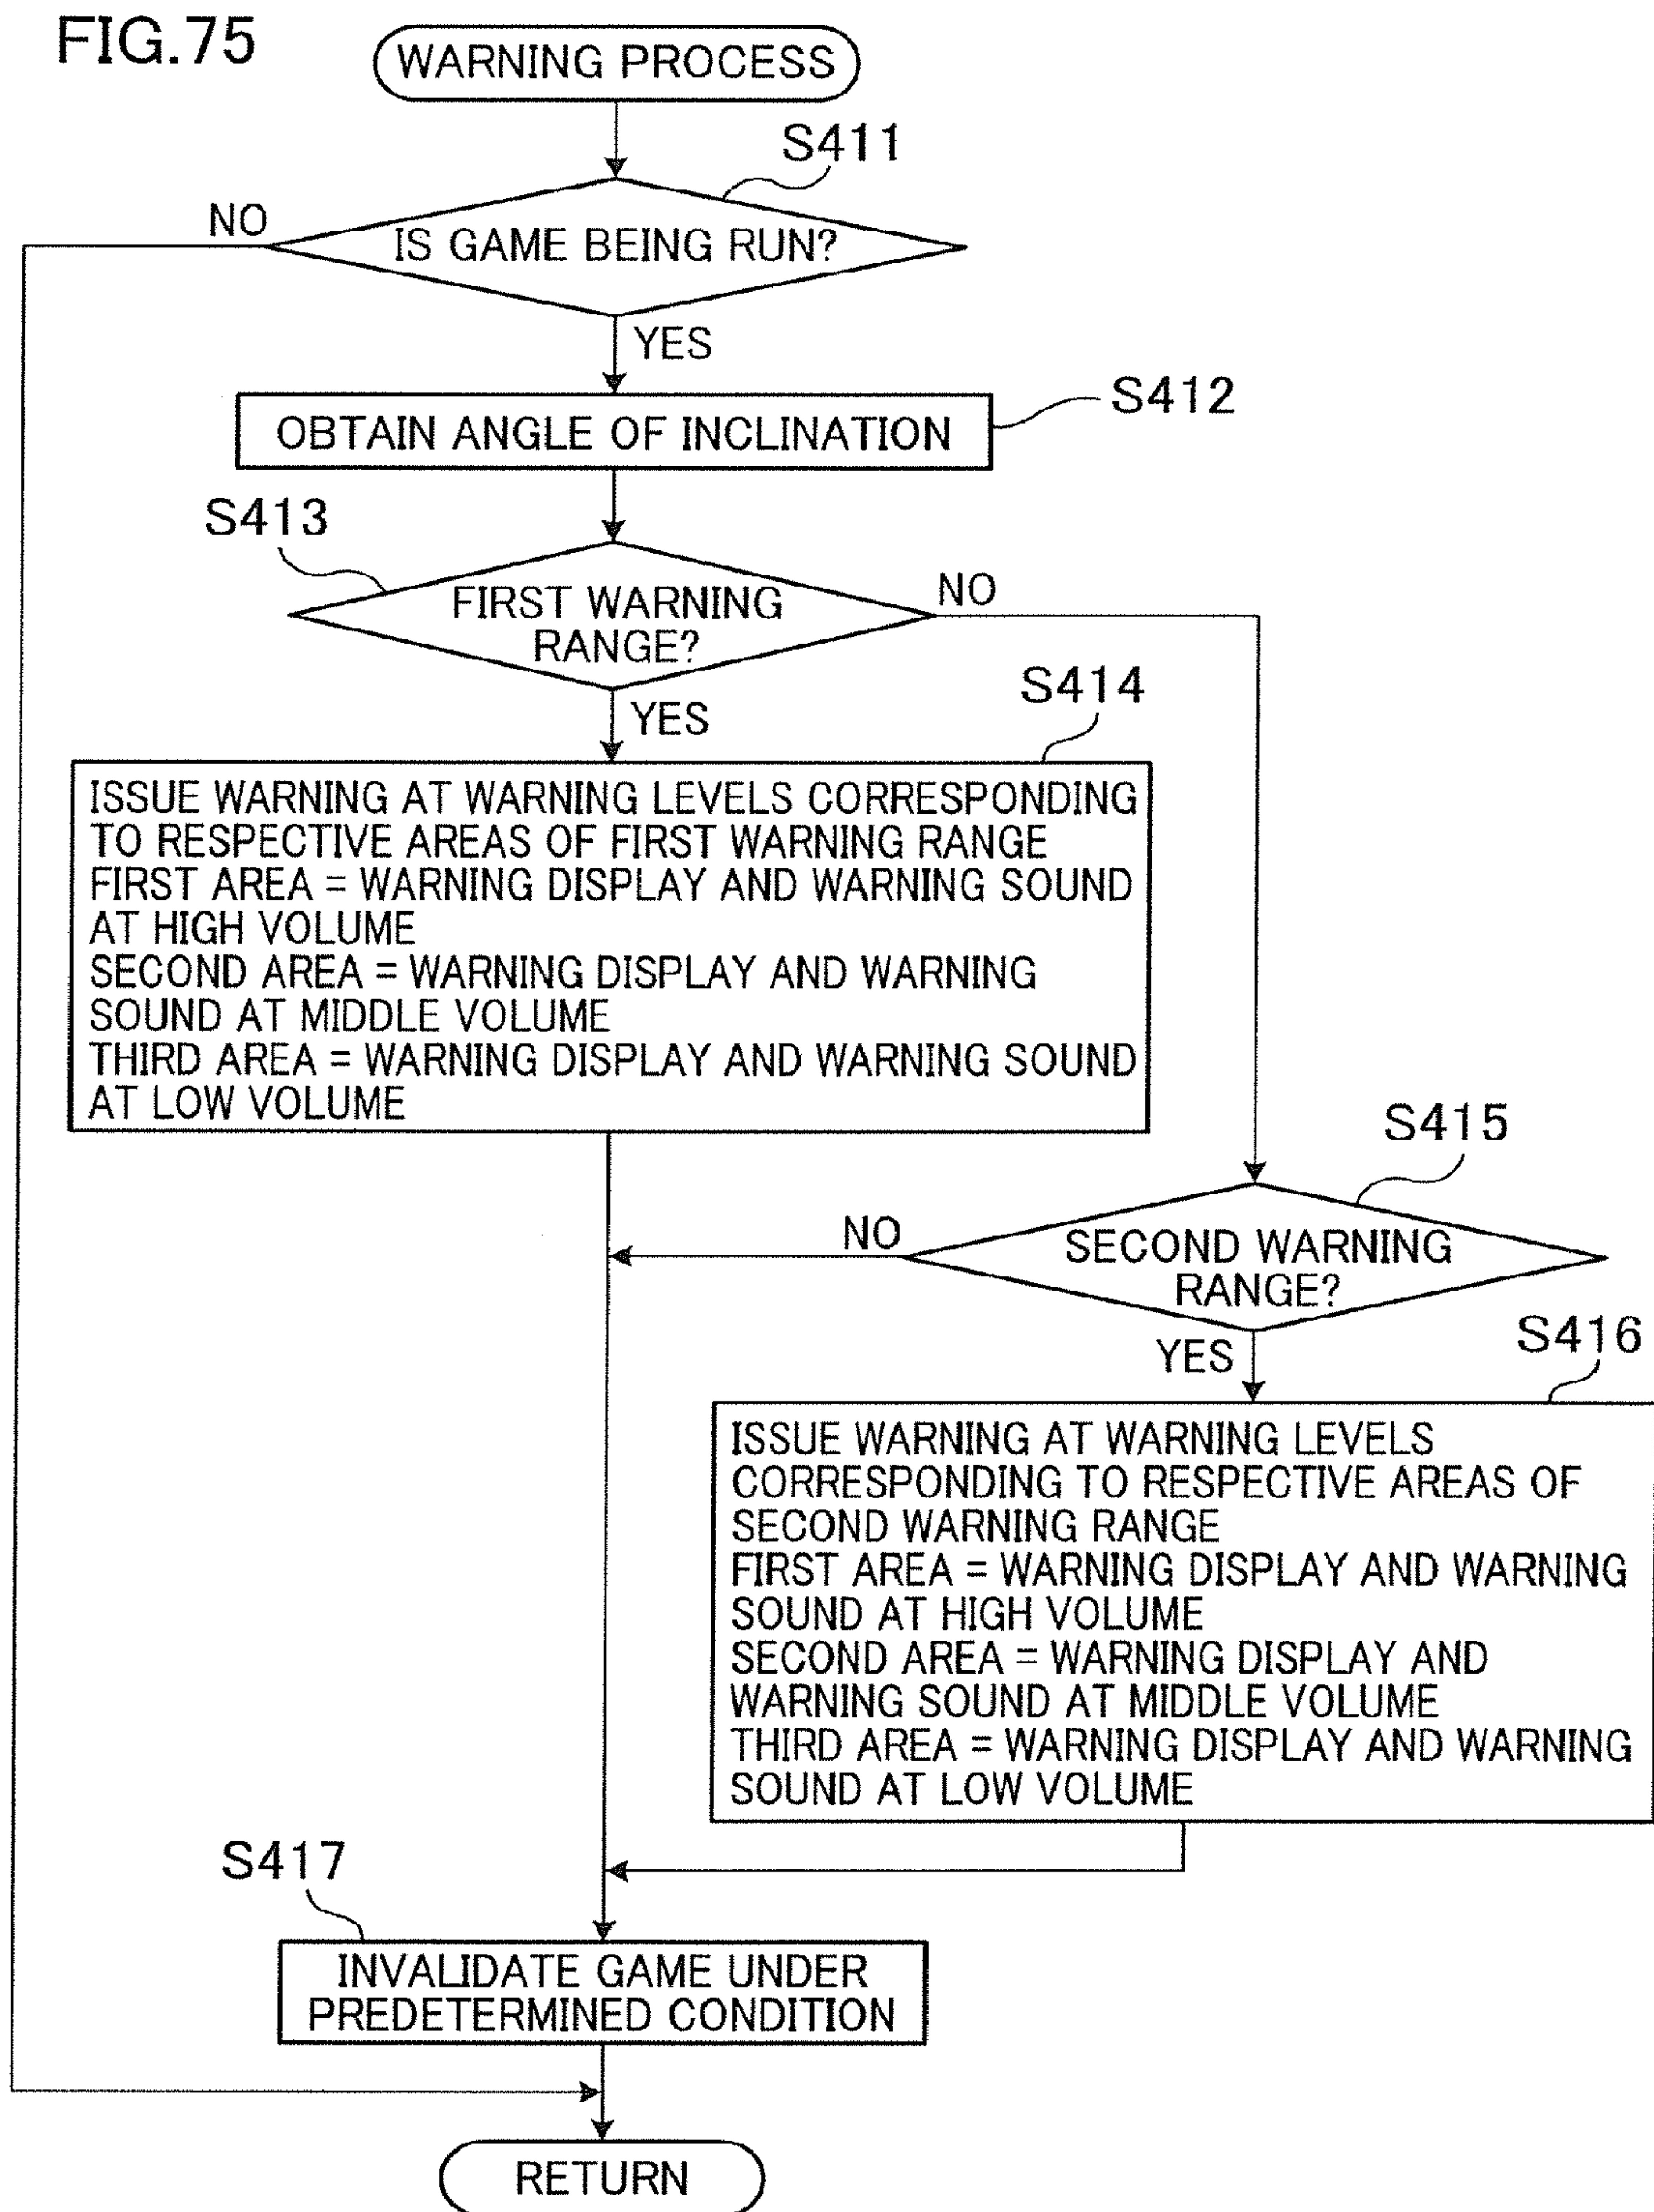 FIG.75
WARNING PROCESS
S411
NO
IS GAME BEING RUN?
YES
S412
OBTAIN ANGLE OF INCLINATION
S413
FIRST WARNING
RANGE?
NO
YES
S414
ISSUE WARNING AT WARNING LEVELS CORRESPONDING
TO RESPECTIVE AREAS OF FIRST WARNING RANGE
FIRST AREA = WARNING DISPLAY AND WARNING SOUND
AT HIGH VOLUME
SECOND AREA = WARNING DISPLAY AND WARNING
SOUND AT MIDDLE VOLUME
THIRD AREA = WARNING DISPLAY AND WARNING SOUND
AT LOW VOLUME
S415
NO
SECOND WARNING
RANGE?
YES
S416
ISSUE WARNING AT WARNING LEVELS
CORRESPONDING TO RESPECTIVE AREAS OF
SECOND WARNING RANGE
FIRST AREA = WARNING DISPLAY AND WARNING
SOUND AT HIGH VOLUME
SECOND AREA = WARNING DISPLAY AND
WARNING SOUND AT MIDDLE VOLUME
THIRD AREA = WARNING DISPLAY AND WARNING
SOUND AT LOW VOLUME
S417
INVALIDATE GAME UNDER
PREDETERMINED CONDITION
RETURN